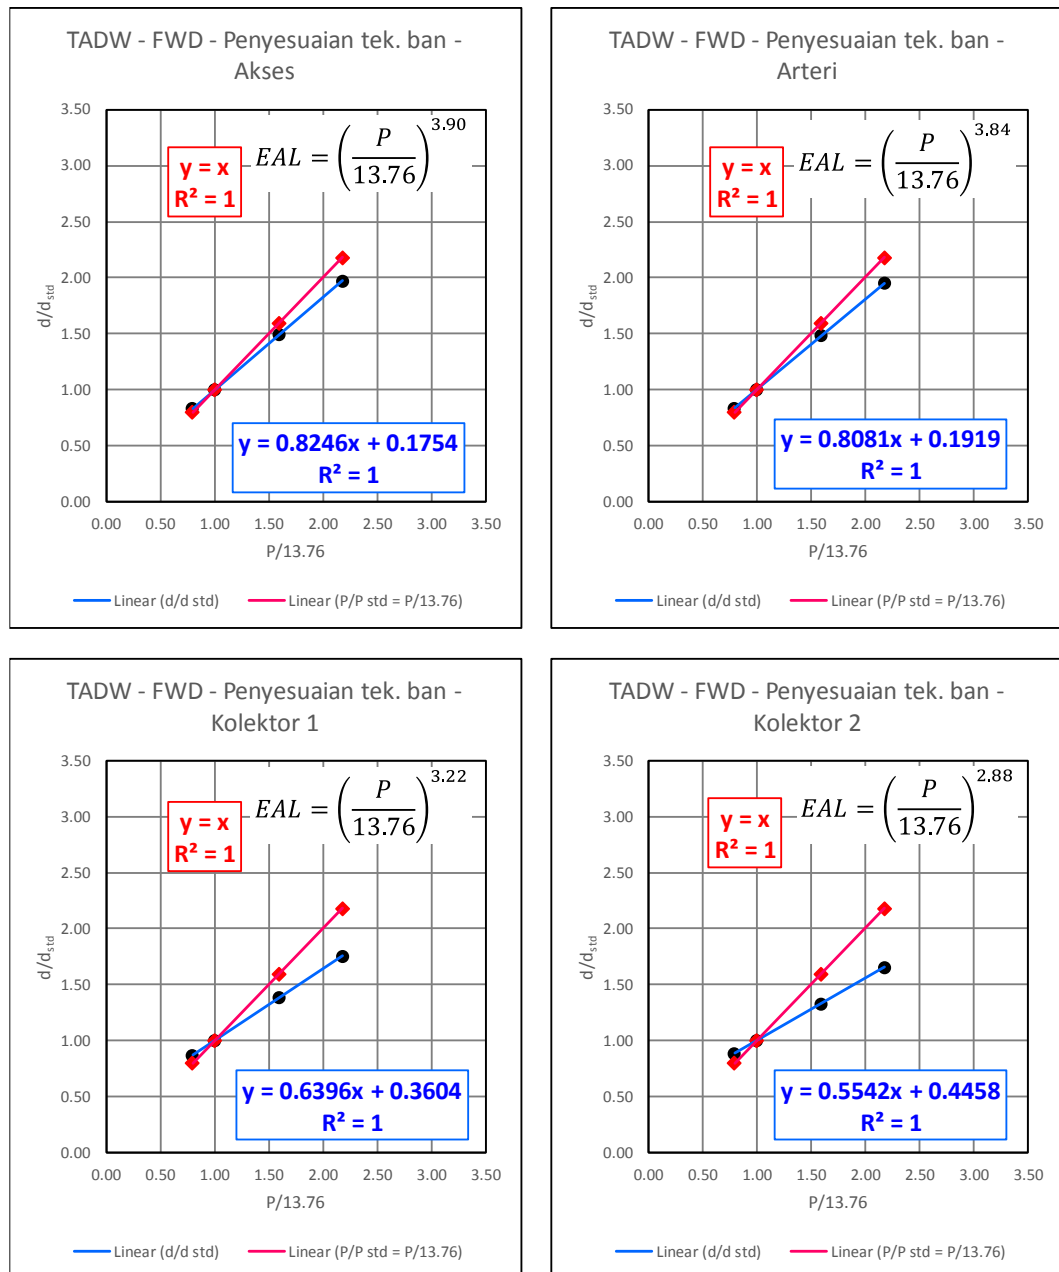 TADW - FWD - Penyesuaian tek. ban -
Akses
3.50
3.00
2.50
2.00
1.50
1.00
0.50
0.00
d/d_std
y = x
R² = 1
EAL = (P/13.76)^3.90
y = 0.8246x + 0.1754
R² = 1
0.00 0.50 1.00 1.50 2.00 2.50 3.00 3.50
P/13.76
Linear (d/d std) Linear (P/P std = P/13.76)
TADW - FWD - Penyesuaian tek. ban -
Arteri
3.50
3.00
2.50
2.00
1.50
1.00
0.50
0.00
d/d_std
y = x
R² = 1
EAL = (P/13.76)^3.84
y = 0.8081x + 0.1919
R² = 1
0.00 0.50 1.00 1.50 2.00 2.50 3.00 3.50
P/13.76
Linear (d/d std) Linear (P/P std = P/13.76)
TADW - FWD - Penyesuaian tek. ban -
Kolektor 1
3.50
3.00
2.50
2.00
1.50
1.00
0.50
0.00
d/d_std
y = x
R² = 1
EAL = (P/13.76)^3.22
y = 0.6396x + 0.3604
R² = 1
0.00 0.50 1.00 1.50 2.00 2.50 3.00 3.50
P/13.76
Linear (d/d std) Linear (P/P std = P/13.76)
TADW - FWD - Penyesuaian tek. ban -
Kolektor 2
3.50
3.00
2.50
2.00
1.50
1.00
0.50
0.00
d/d_std
y = x
R² = 1
EAL = (P/13.76)^2.88
y = 0.5542x + 0.4458
R² = 1
0.00 0.50 1.00 1.50 2.00 2.50 3.00 3.50
P/13.76
Linear (d/d std) Linear (P/P std = P/13.76)